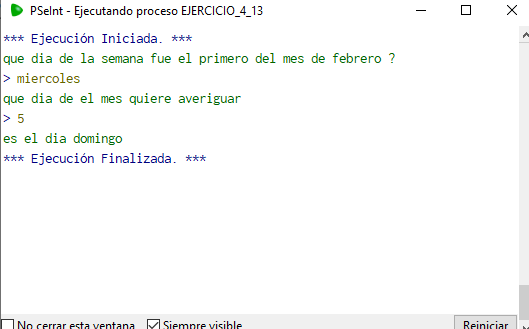 PSeInt - Ejecutando proceso EJERCICIO_4_13
*** Ejecución Iniciada. ***
que dia de la semana fue el primero del mes de febrero ?
> miercoles
que dia de el mes quiere averiguar
> 5
es el dia domingo
*** Ejecución Finalizada. ***
No cerrar esta ventana Siempre visible Reiniciar